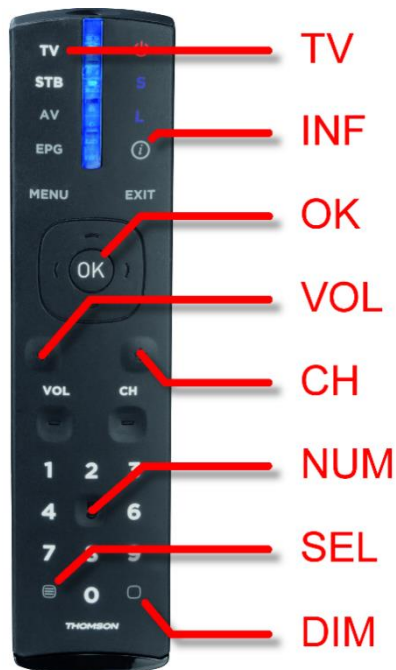 TV
TV
STB
S
AV
L
INF
EPG
i
MENU
EXIT
OK
OK
VOL
VOL
CH
CH
1 2 3
NUM
4 6
7 8 9
SEL
0
THOMSON
DIM